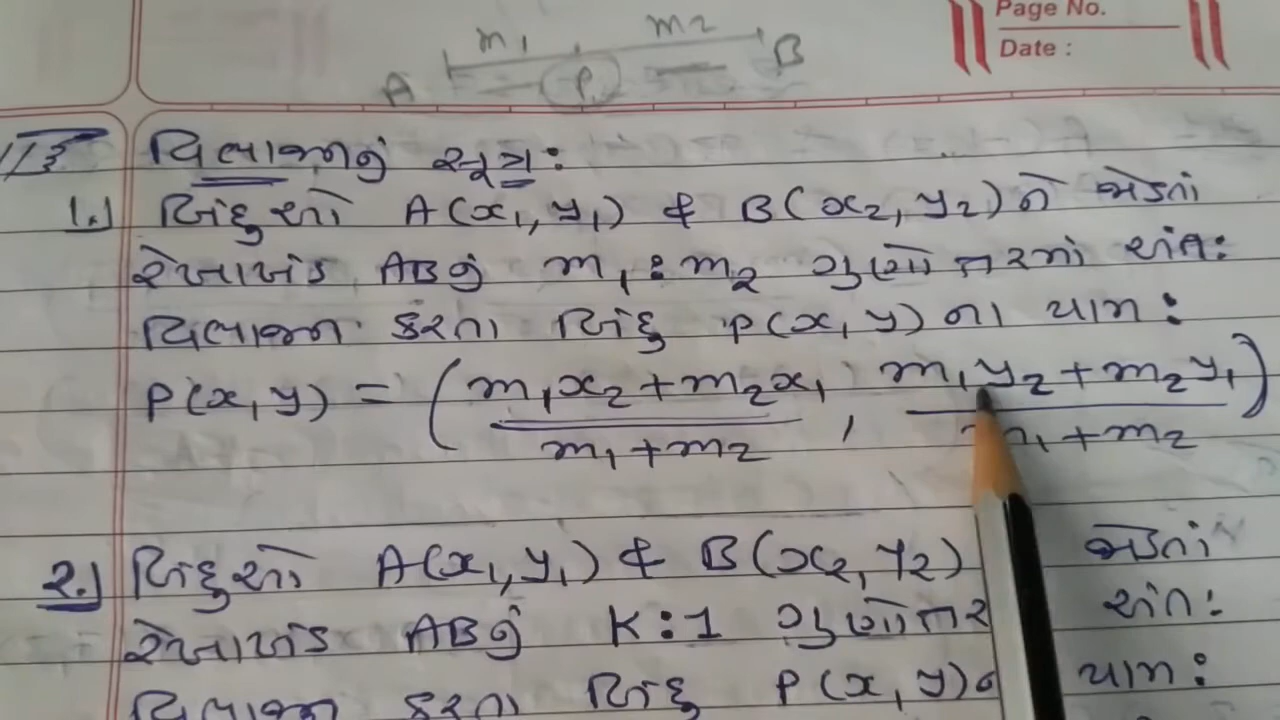 Page No.
Date :
m₁ m₂
A P B
વિભાજનનું સૂત્ર:
1.) બિંદુઓ A(x₁, y₁) & B(x₂, y₂) ને જોડતાં
રેખાખંડ ABનું m₁ : m₂ ગુણોત્તરમાં અંત:
વિભાજન કરતા બિંદુ P(x, y) ના યામ :
P(x, y) = ( m₁x₂ + m₂x₁ / m₁ + m₂ , m₁y₂ + m₂y₁ / m₁ + m₂ )
2.) બિંદુઓ A(x₁, y₁) & B(x₂, y₂) જોડતાં
રેખાખંડ ABનું K : 1 ગુણોત્તર અંત:
વિભાજન કરતા બિંદુ P(x, y) યામ :